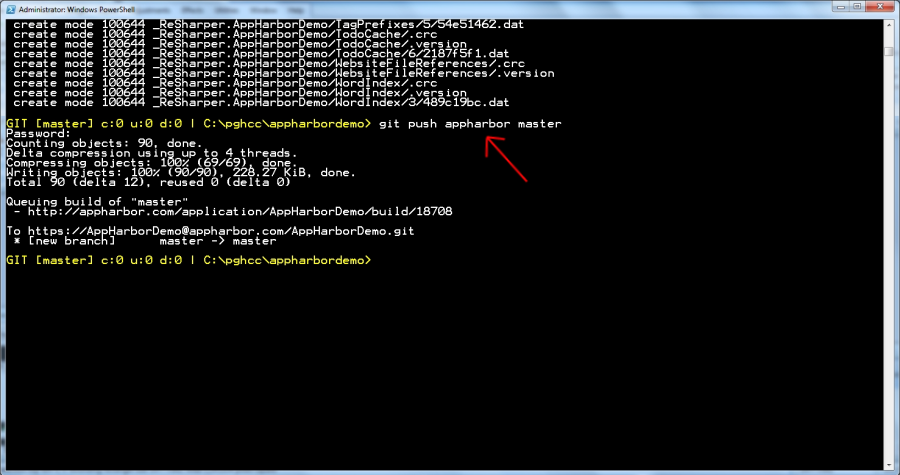 Administrator: Windows PowerShell
create mode 100644 _ReSharper.AppHarborDemo/TagPrefixes/5/54e51462.dat
create mode 100644 _ReSharper.AppHarborDemo/TodoCache/.crc
create mode 100644 _ReSharper.AppHarborDemo/TodoCache/.version
create mode 100644 _ReSharper.AppHarborDemo/TodoCache/6/2187f5f1.dat
create mode 100644 _ReSharper.AppHarborDemo/WebsiteFileReferences/.crc
create mode 100644 _ReSharper.AppHarborDemo/WebsiteFileReferences/.version
create mode 100644 _ReSharper.AppHarborDemo/WordIndex/.crc
create mode 100644 _ReSharper.AppHarborDemo/WordIndex/.version
create mode 100644 _ReSharper.AppHarborDemo/WordIndex/3/489c19bc.dat
GIT [master] c:0 u:0 d:0 | C:\pghcc\appharbordemo> git push appharbor master
Password:
Counting objects: 90, done.
Delta compression using up to 4 threads.
Compressing objects: 100% (69/69), done.
Writing objects: 100% (90/90), 228.27 KiB, done.
Total 90 (delta 12), reused 0 (delta 0)
Queuing build of "master"
- http://appharbor.com/application/AppHarborDemo/build/18708
To https://AppHarborDemo@appharbor.com/AppHarborDemo.git
* [new branch] master -> master
GIT [master] c:0 u:0 d:0 | C:\pghcc\appharbordemo>